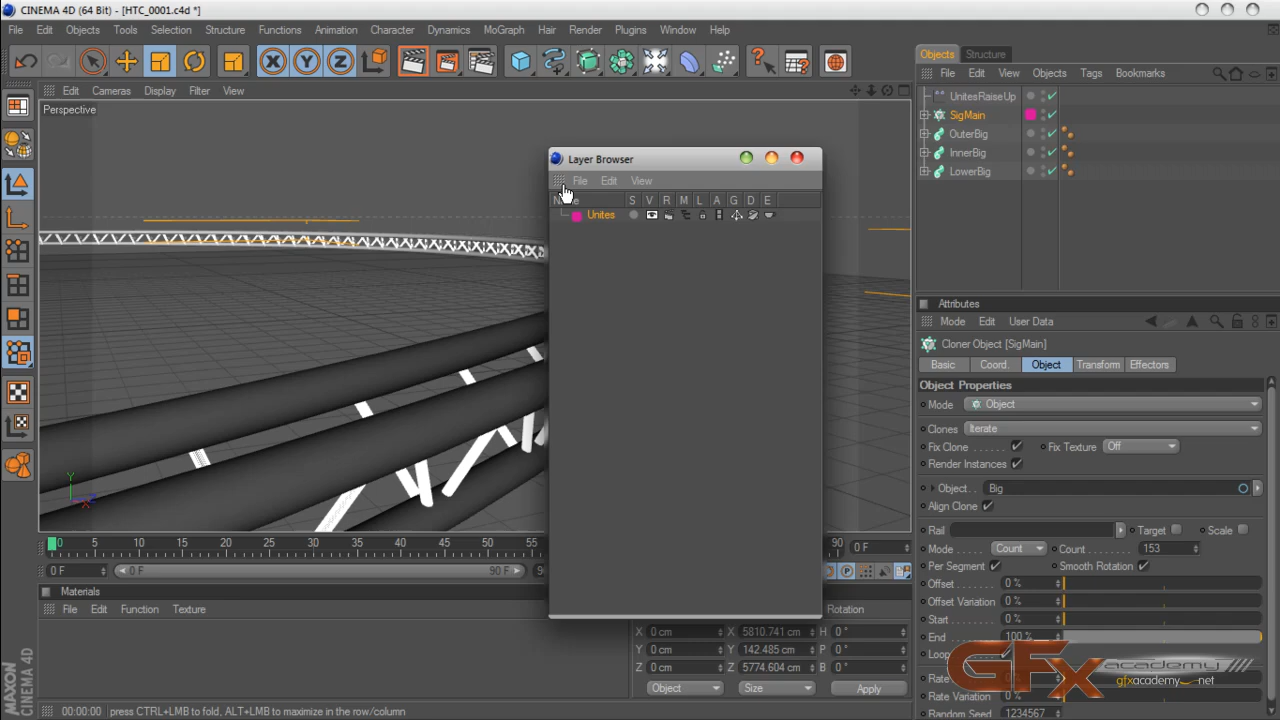 CINEMA 4D (64 Bit) - [HTC_0001.c4d *]
File Edit Objects Tools Selection Structure Functions Animation Character Dynamics MoGraph Hair Render Plugins Window Help
Edit Cameras Display Filter View
Perspective
Layer Browser
File Edit View
S V R M L A G D E
Unites
Objects Structure
File Edit View Objects Tags Bookmarks
UnitesRaiseUp
SigMain
OuterBig
InnerBig
LowerBig
Attributes
Mode Edit User Data
Cloner Object [SigMain]
Basic Coord. Object Transform Effectors
Object Properties
Mode Object
Clones Iterate
Fix Clone Fix Texture Off
Render Instances
Object Big
Align Clone
Rail Target Scale
Mode Count Count 153
Per Segment Smooth Rotation
Offset 0 %
Offset Variation 0 %
Start 0 %
End 100 %
Loop
Rate
Rate Variation 0 %
Random Seed 1234567
0 5 10 15 20 25 30 35 40 45 50 55 90 0 F
0 F 0 F 90 F
Materials
File Edit Function Texture
Rotation
X 0 cm X 5810.741 cm H 0 °
Y 0 cm Y 142.485 cm P 0 °
Z 0 cm Z 5774.604 cm B 0 °
Object Size Apply
MAXON
CINEMA 4D
00:00:00 press CTRL+LMB to fold, ALT+LMB to maximize in the row/column
GFx academy
gfxacademy.net